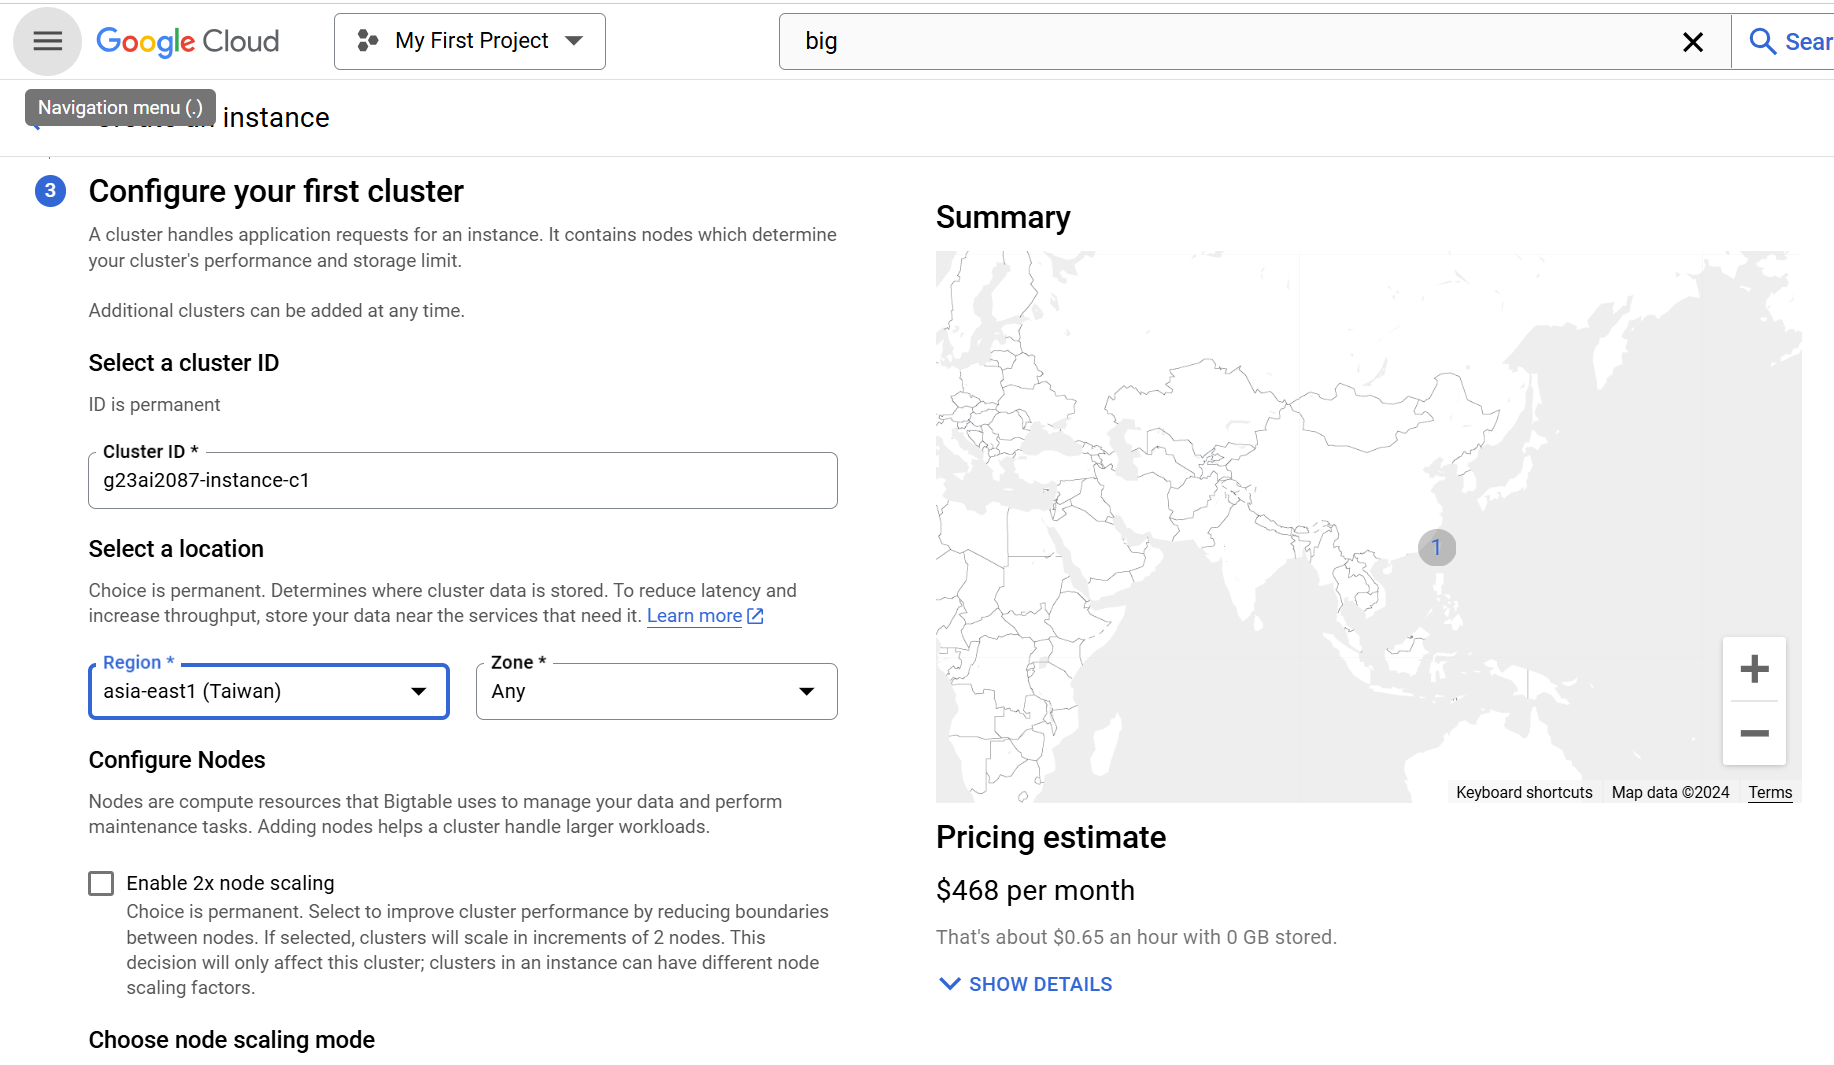 Google Cloud
My First Project
big
Sear
Navigation menu (.)
instance
3
Configure your first cluster
A cluster handles application requests for an instance. It contains nodes which determine
your cluster's performance and storage limit.
Additional clusters can be added at any time.
Select a cluster ID
ID is permanent
Cluster ID *
g23ai2087-instance-c1
Select a location
Choice is permanent. Determines where cluster data is stored. To reduce latency and
increase throughput, store your data near the services that need it. Learn more
Region *
asia-east1 (Taiwan)
Zone *
Any
Configure Nodes
Nodes are compute resources that Bigtable uses to manage your data and perform
maintenance tasks. Adding nodes helps a cluster handle larger workloads.
Enable 2x node scaling
Choice is permanent. Select to improve cluster performance by reducing boundaries
between nodes. If selected, clusters will scale in increments of 2 nodes. This
decision will only affect this cluster; clusters in an instance can have different node
scaling factors.
Choose node scaling mode
Summary
1
Keyboard shortcuts
Map data ©2024
Terms
Pricing estimate
$468 per month
That's about $0.65 an hour with 0 GB stored.
SHOW DETAILS